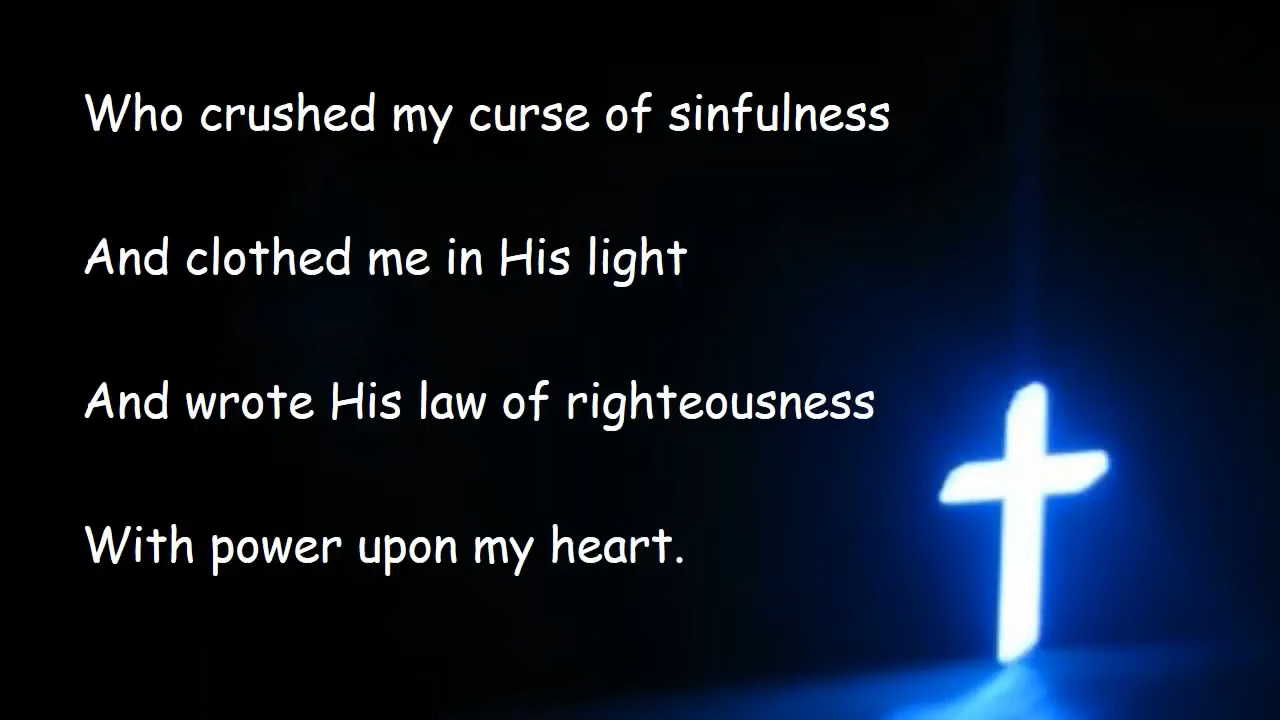 Who crushed my curse of sinfulness
And clothed me in His light
And wrote His law of righteousness
With power upon my heart.